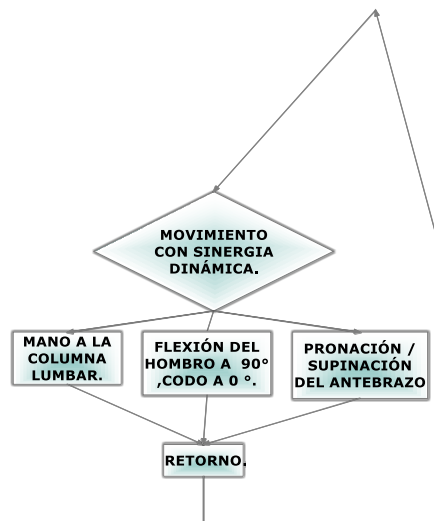 MOVIMIENTO
CON SINERGIA
DINÁMICA.
MANO A LA
COLUMNA
LUMBAR.
FLEXIÓN DEL
HOMBRO A  90°
,CODO A 0 °.
PRONACIÓN /
SUPINACIÓN
DEL ANTEBRAZO
RETORNO.